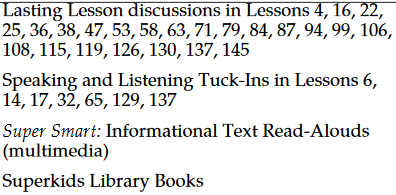 Lasting Lesson discussions in Lessons 4, 16, 22,
25, 36, 38, 47, 53, 58, 63, 71, 79, 84, 87, 94, 99, 106,
108, 115, 119, 126, 130, 137, 145
Speaking and Listening Tuck-Ins in Lessons 6,
14, 17, 32, 65, 129, 137
Super Smart: Informational Text Read-Alouds
(multimedia)
Superkids Library Books